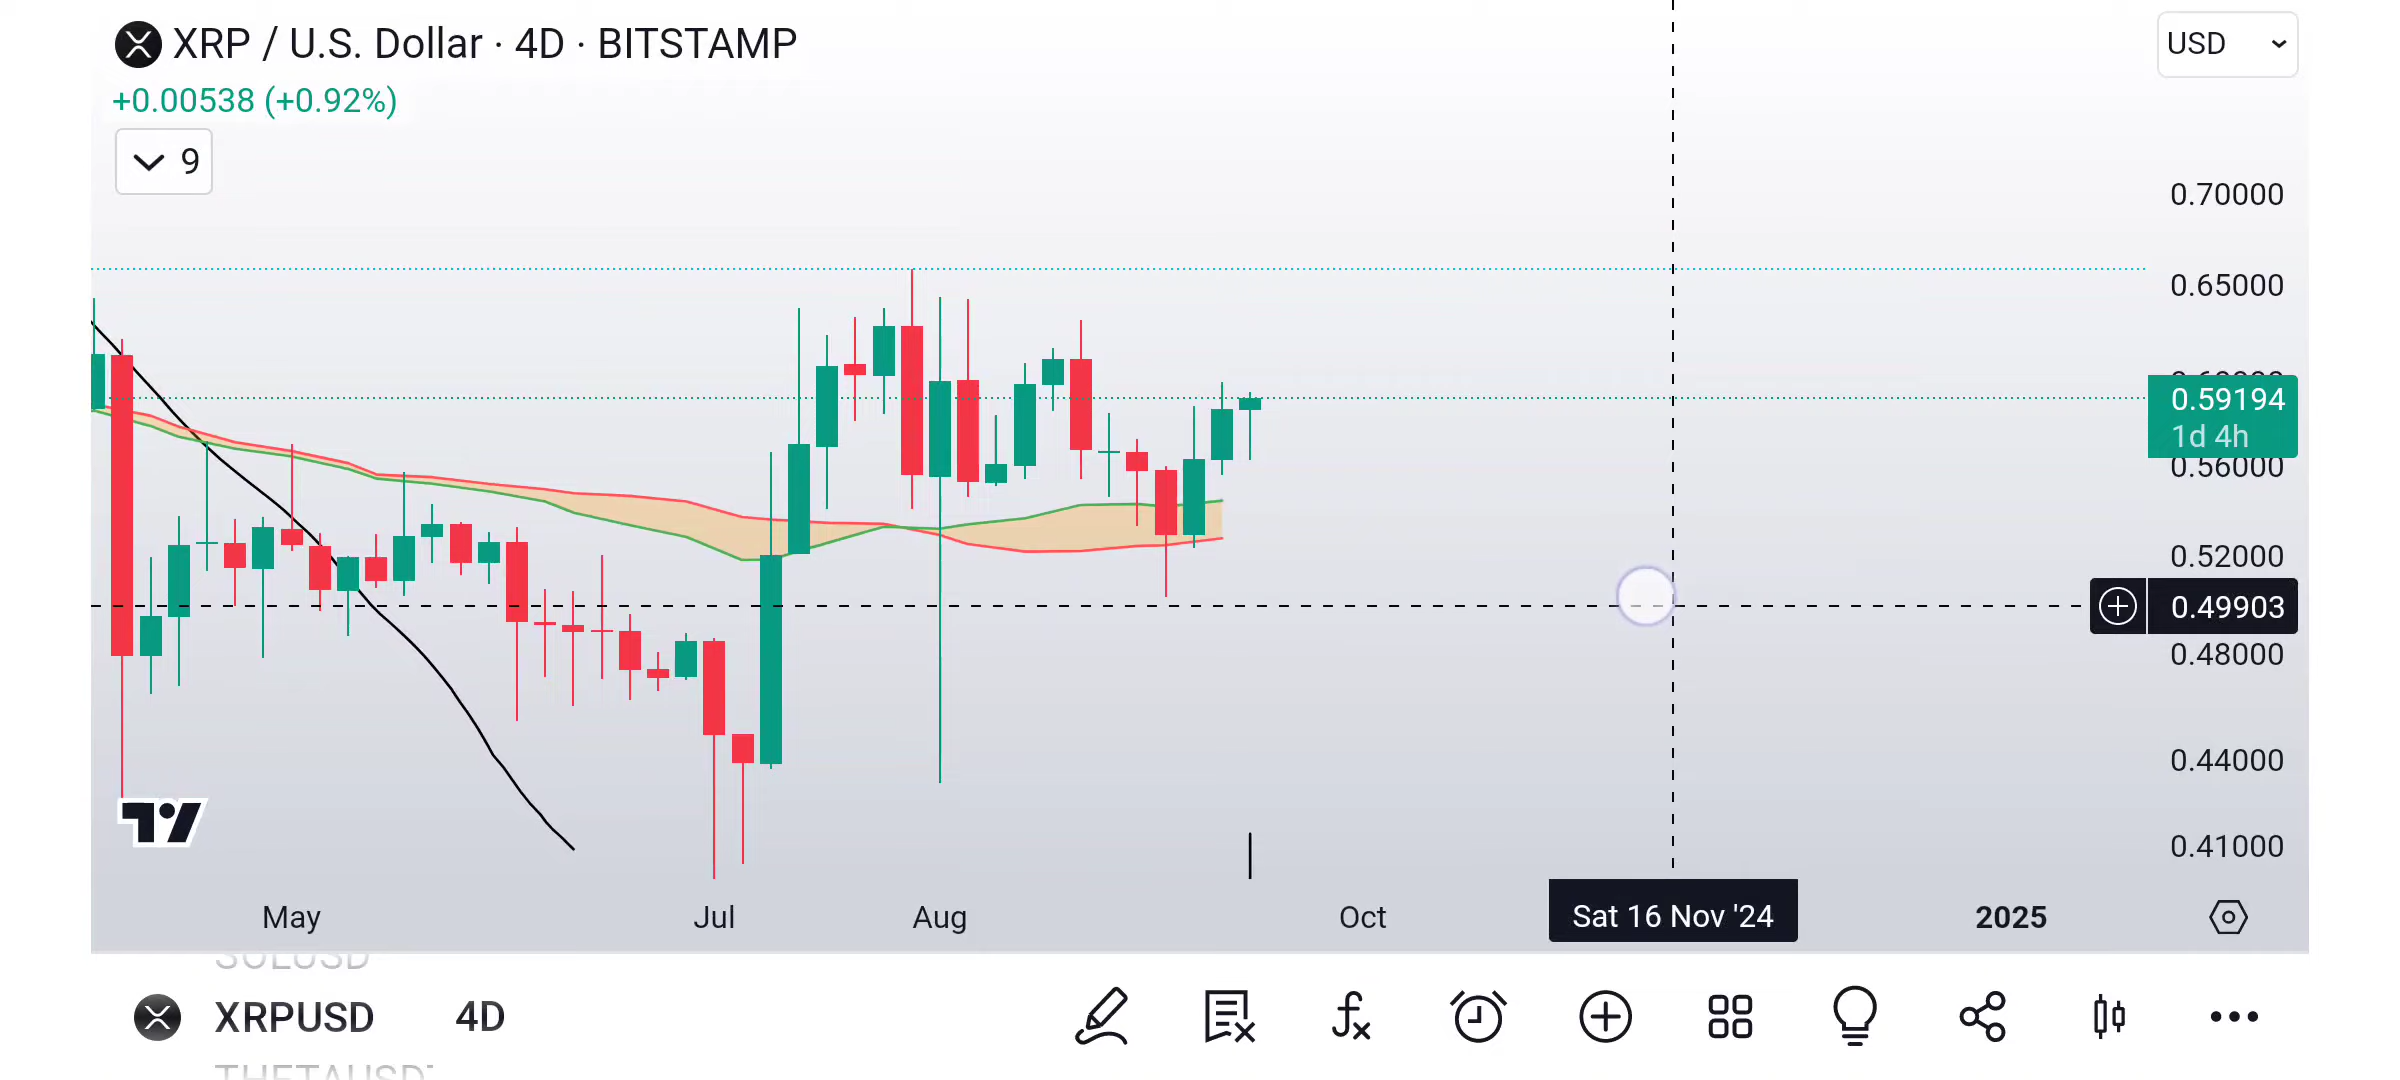 XRP / U.S. Dollar · 4D · BITSTAMP
USD
+0.00538 (+0.92%)
9
0.70000
0.65000
0.59194
1d 4h
0.56000
0.52000
0.49903
0.48000
0.44000
0.41000
May Jul Aug Oct Sat 16 Nov '24 2025
SOLUSD
XRPUSD 4D
THETAUSDT